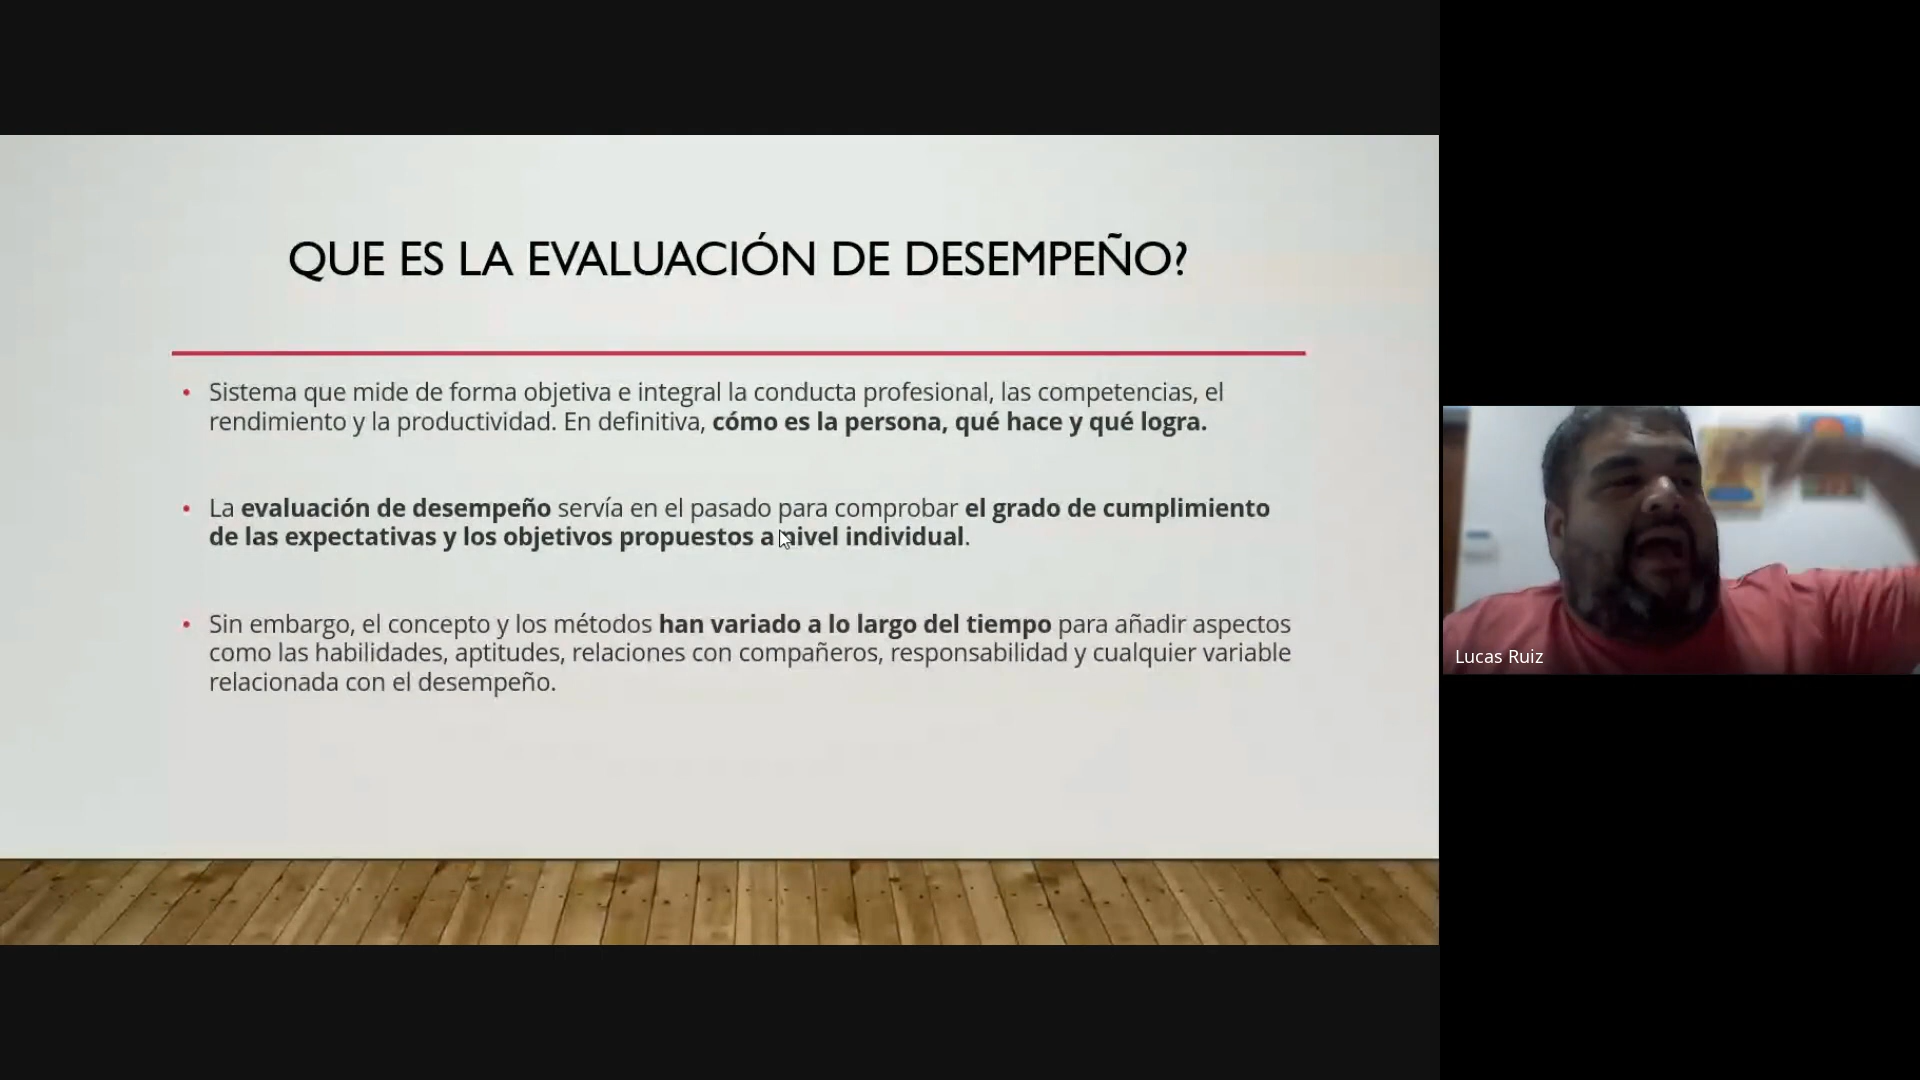 QUE ES LA EVALUACIÓN DE DESEMPEÑO?
• Sistema que mide de forma objetiva e integral la conducta profesional, las competencias, el
rendimiento y la productividad. En definitiva, cómo es la persona, qué hace y qué logra.
• La evaluación de desempeño servía en el pasado para comprobar el grado de cumplimiento
de las expectativas y los objetivos propuestos a nivel individual.
• Sin embargo, el concepto y los métodos han variado a lo largo del tiempo para añadir aspectos
como las habilidades, aptitudes, relaciones con compañeros, responsabilidad y cualquier variable
relacionada con el desempeño.
Lucas Ruiz